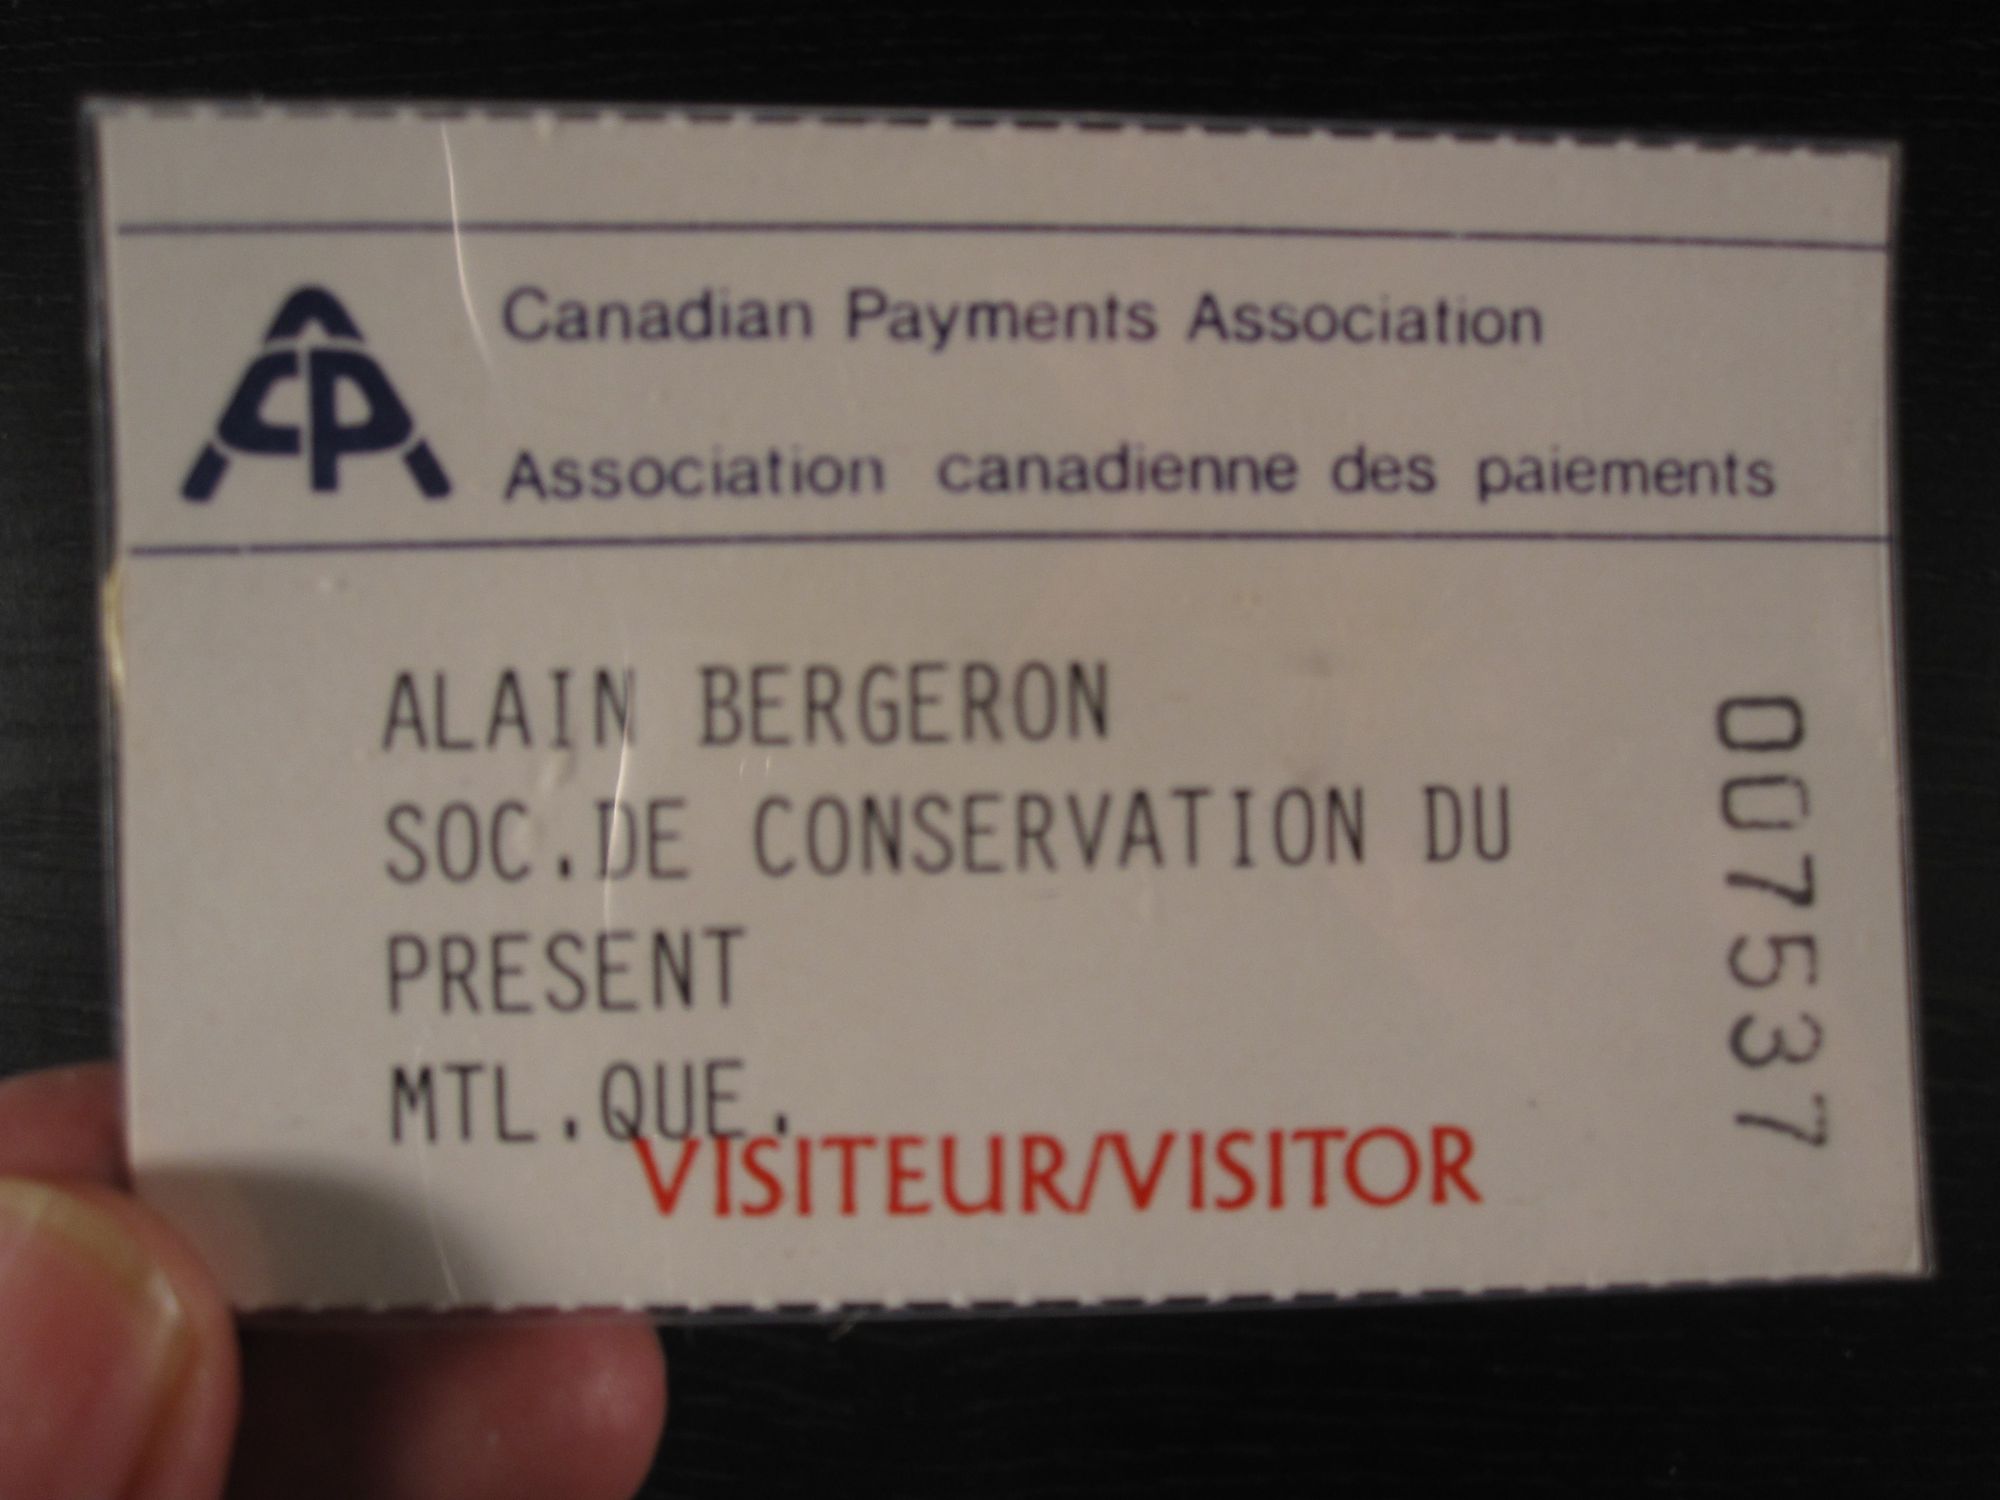 Canadian Payments Association
CPA
Association canadienne des paiements
ALAIN BERGERON
SOC.DE CONSERVATION DU
PRESENT
MTL.QUE.
VISITEUR/VISITOR
007537